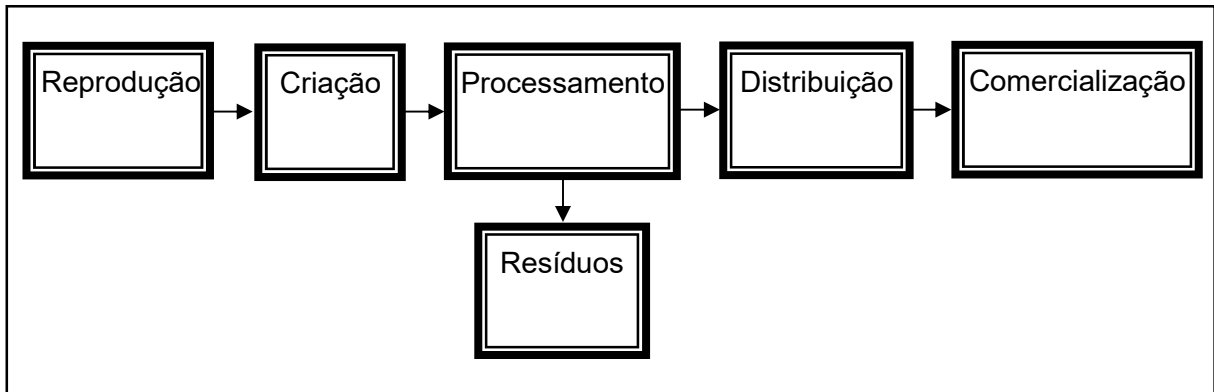 Reprodução
Criação
Processamento
Distribuição
Comercialização
Resíduos